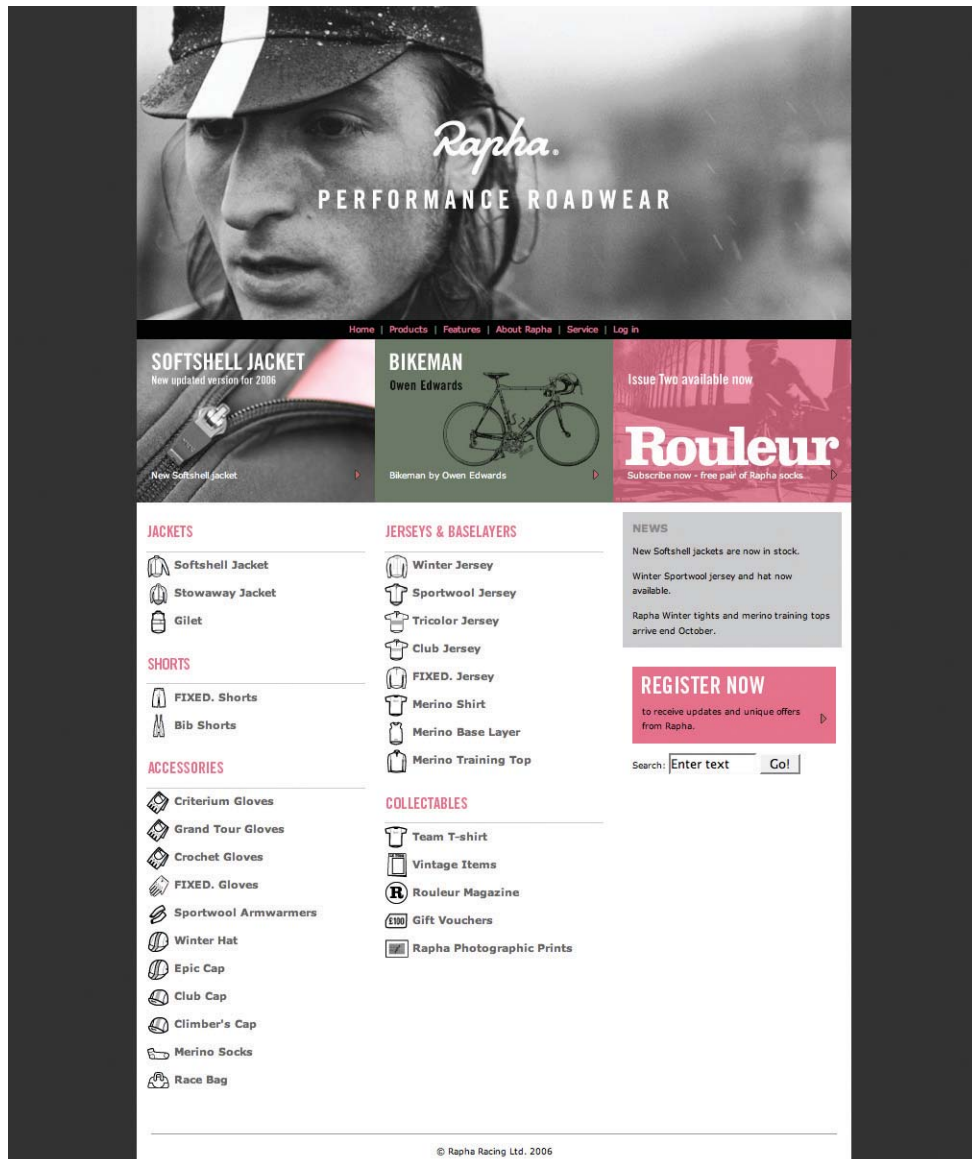 Rapha.
PERFORMANCE ROADWEAR
Home | Products | Features | About Rapha | Service | Log in
SOFTSHELL JACKET
New updated version for 2006
New Softshell jacket
BIKEMAN
Owen Edwards
Bikeman by Owen Edwards
Issue Two available now
Rouleur
Subscribe now - free pair of Rapha socks...
JACKETS
Softshell Jacket
Stowaway Jacket
Gilet
SHORTS
FIXED. Shorts
Bib Shorts
ACCESSORIES
Criterium Gloves
Grand Tour Gloves
Crochet Gloves
FIXED. Gloves
Sportwool Armwarmers
Winter Hat
Epic Cap
Club Cap
Climber's Cap
Merino Socks
Race Bag
JERSEYS & BASELAYERS
Winter Jersey
Sportwool Jersey
Tricolor Jersey
Club Jersey
FIXED. Jersey
Merino Shirt
Merino Base Layer
Merino Training Top
COLLECTABLES
Team T-shirt
Vintage Items
R Rouleur Magazine
£100 Gift Vouchers
Rapha Photographic Prints
NEWS
New Softshell jackets are now in stock.
Winter Sportwool jersey and hat now
available.
Rapha Winter tights and merino training tops
arrive end October.
REGISTER NOW
to receive updates and unique offers
from Rapha.
Search: Enter text Go!
© Rapha Racing Ltd. 2006